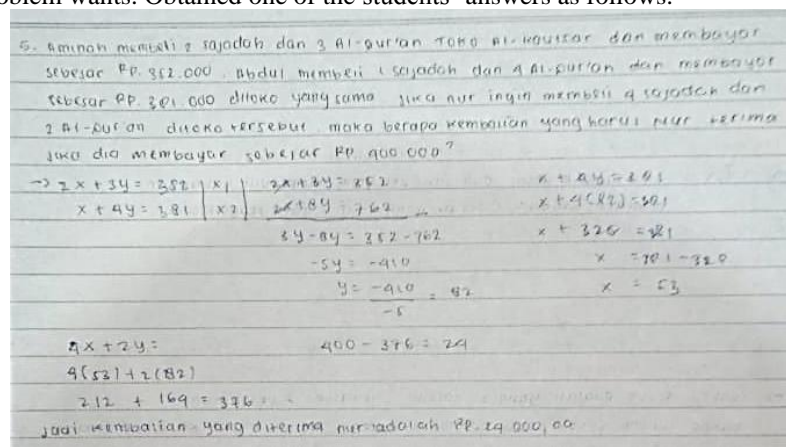 oblem wants. Obtained one of the students' answers as follows:
5. Aminah membeli 2 sajadah dan 3 Al-Qur'an Toko Al-Kautsar dan membayar
sebesar Rp. 352.000. Abdul membeli 1 sajadah dan 4 Al-Qur'an dan membayar
sebesar Rp. 381.000 ditoko yang sama jika nur ingin membeli 4 sajadah dan
2 Al-Qur'an ditoko tersebut maka berapa kembalian yang harus Nur terima
jika dia membayar sebesar Rp. 400.000?
→ 2x + 3y = 352 | x1 | 2x + 3y = 352
x + 4y = 381 | x2 | 2x + 8y = 762 -
3y - 8y = 352 - 762
-5y = -410
y = -410 / -5 = 82
x + 4y = 381
x + 4(82) = 381
x + 328 = 381
x = 381 - 328
x = 53
4x + 2y =
4(53) + 2(82)
212 + 164 = 376
400 - 376 = 24
Jadi kembalian yang diterima nur adalah Rp. 24.000,00